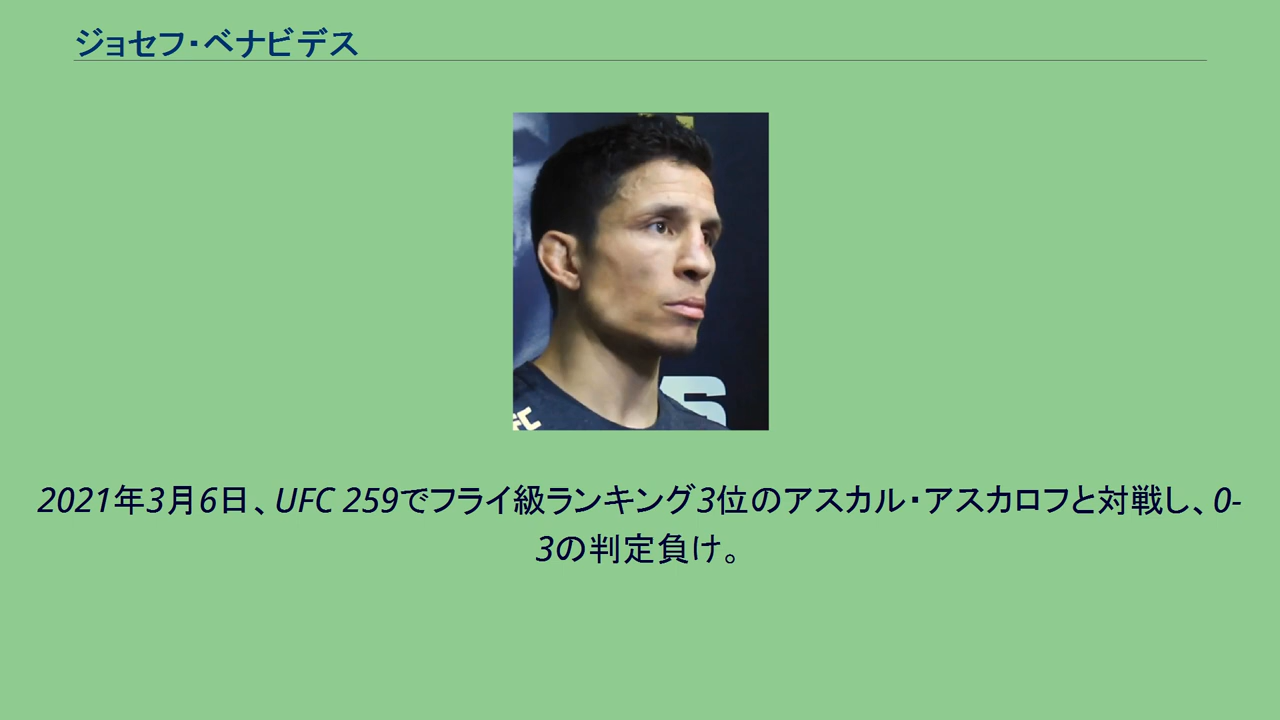 ジョセフ・ベナビデス
FC
S
2021年3月6日、UFC 259でフライ級ランキング3位のアスカル・アスカロフと対戦し、0-
3の判定負け。